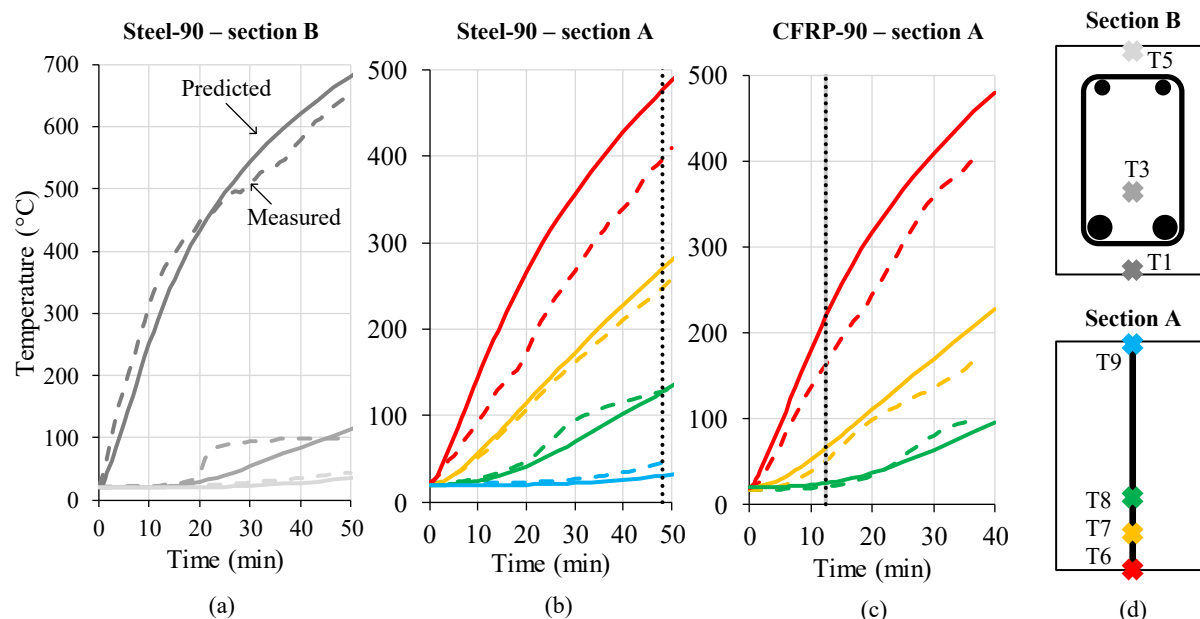 Steel-90 – section B
Temperature (°C)
700
600
500
400
300
200
100
0
Predicted
Measured
0 10 20 30 40 50
Time (min)
(a)
Steel-90 – section A
500
400
300
200
100
0
0 10 20 30 40 50
Time (min)
(b)
CFRP-90 – section A
500
400
300
200
100
0
0 10 20 30 40
Time (min)
(c)
Section B
T5
T3
T1
Section A
T9
T8
T7
T6
(d)